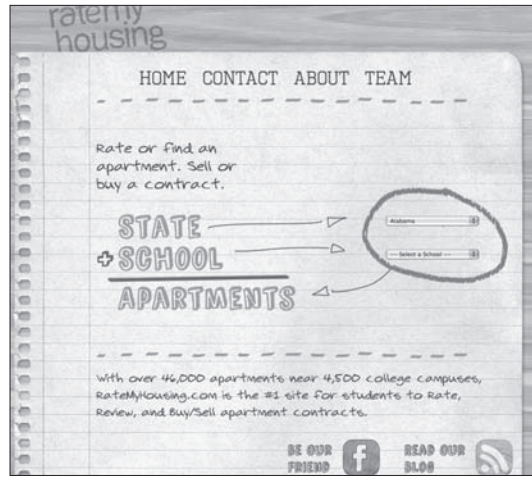 ratemy
housing
HOME CONTACT ABOUT TEAM
Rate or find an
apartment. Sell or
buy a contract.
STATE
Alabama
+ SCHOOL
--- Select a School ---
APARTMENTS
With over 46,000 apartments near 4,500 college campuses,
RateMyHousing.com is the #1 site for students to Rate,
Review, and Buy/Sell apartment contracts.
BE OUR
FRIEND
f
READ OUR
BLOG